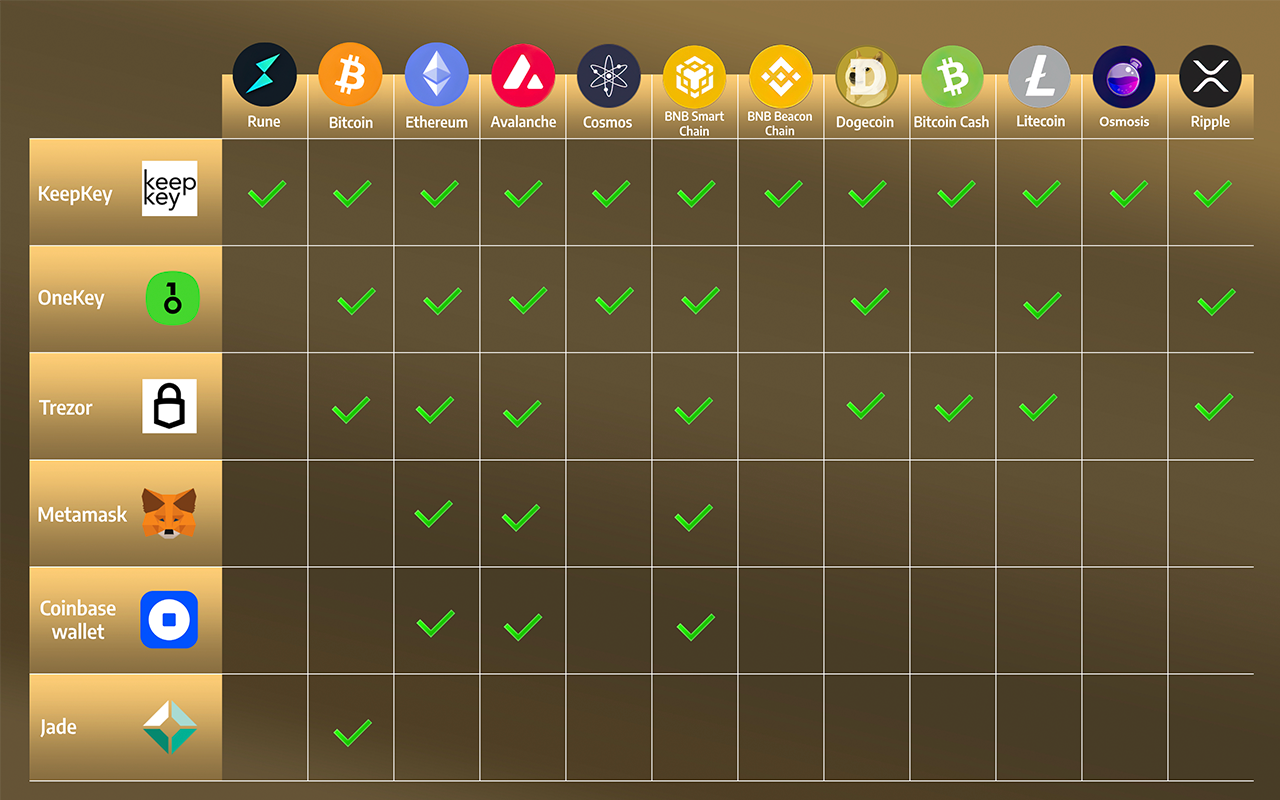 Rune
Bitcoin
Ethereum
Avalanche
Cosmos
BNB Smart
Chain
BNB Beacon
Chain
Dogecoin
Bitcoin Cash
Litecoin
Osmosis
Ripple
KeepKey
keep
key
OneKey
1
Trezor
Metamask
Coinbase
wallet
Jade